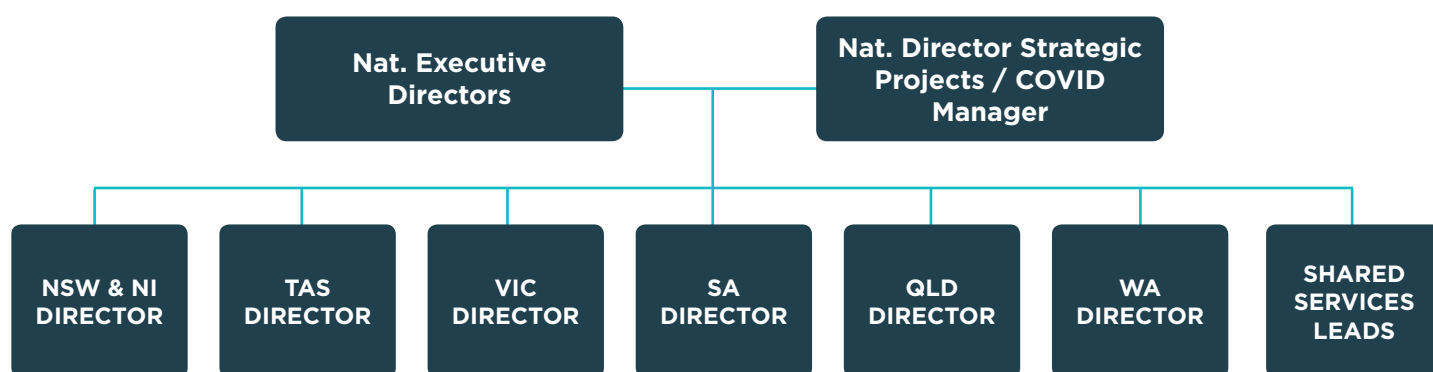 Nat. Executive
Directors
Nat. Director Strategic
Projects / COVID
Manager
NSW & NI
DIRECTOR
TAS
DIRECTOR
VIC
DIRECTOR
SA
DIRECTOR
QLD
DIRECTOR
WA
DIRECTOR
SHARED
SERVICES
LEADS